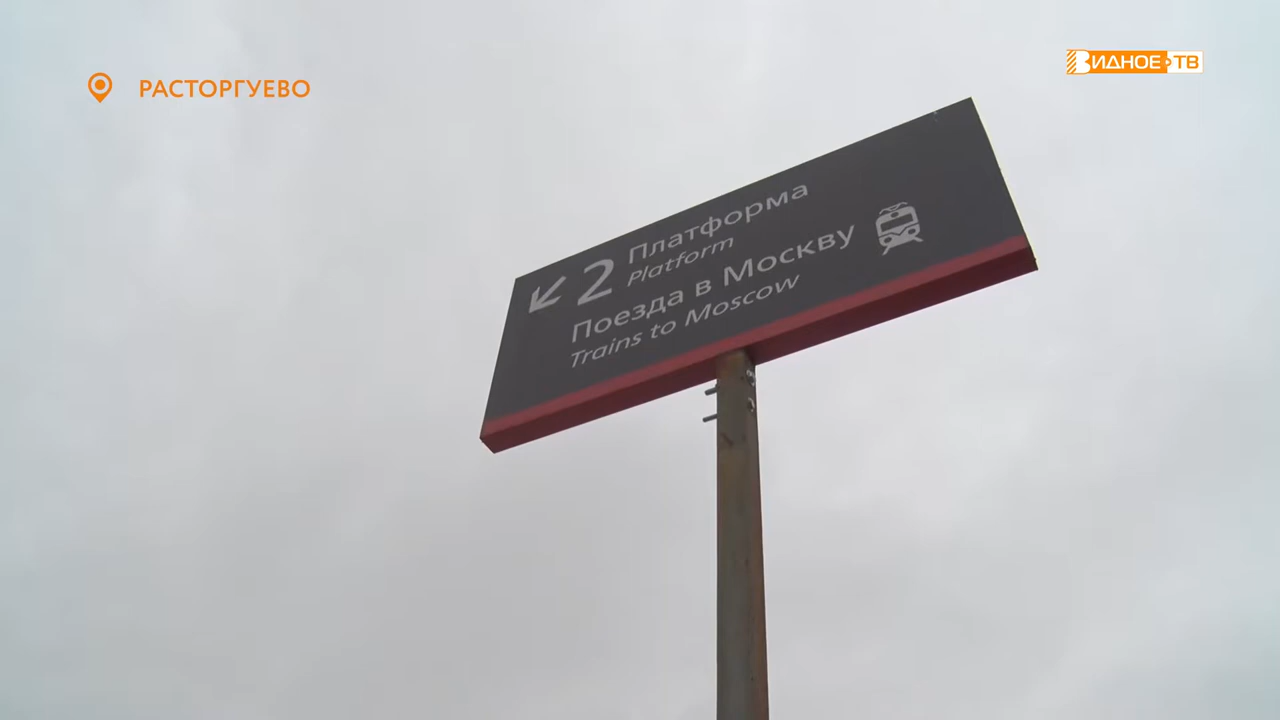 РАСТОРГУЕВО
ВИДНОЕ ТВ
2 Платформа
Platform
Поезда в Москву
Trains to Moscow